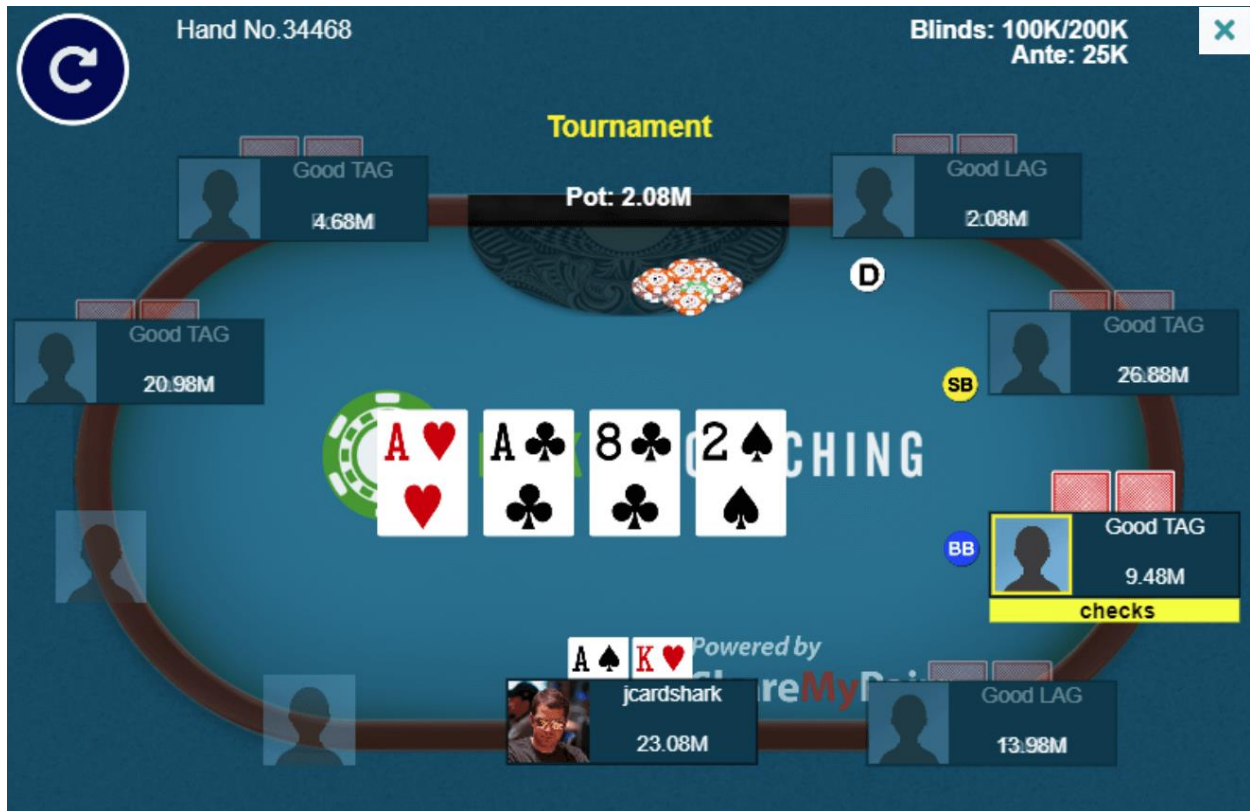 Hand No.34468
Blinds: 100K/200K
Ante: 25K
Tournament
Pot: 2.08M
Good TAG
4.68M
Good LAG
2.08M
D
Good TAG
20.98M
Good TAG
26.88M
SB
A
A
8
2
CHING
Good TAG
9.48M
BB
checks
A
K
Powered by
jcardshark
23.08M
Good LAG
13.98M